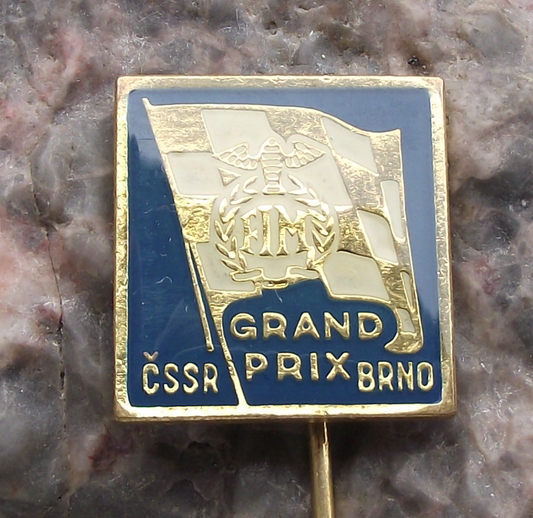 FIM
GRAND
PRIX
ČSSR
BRNO